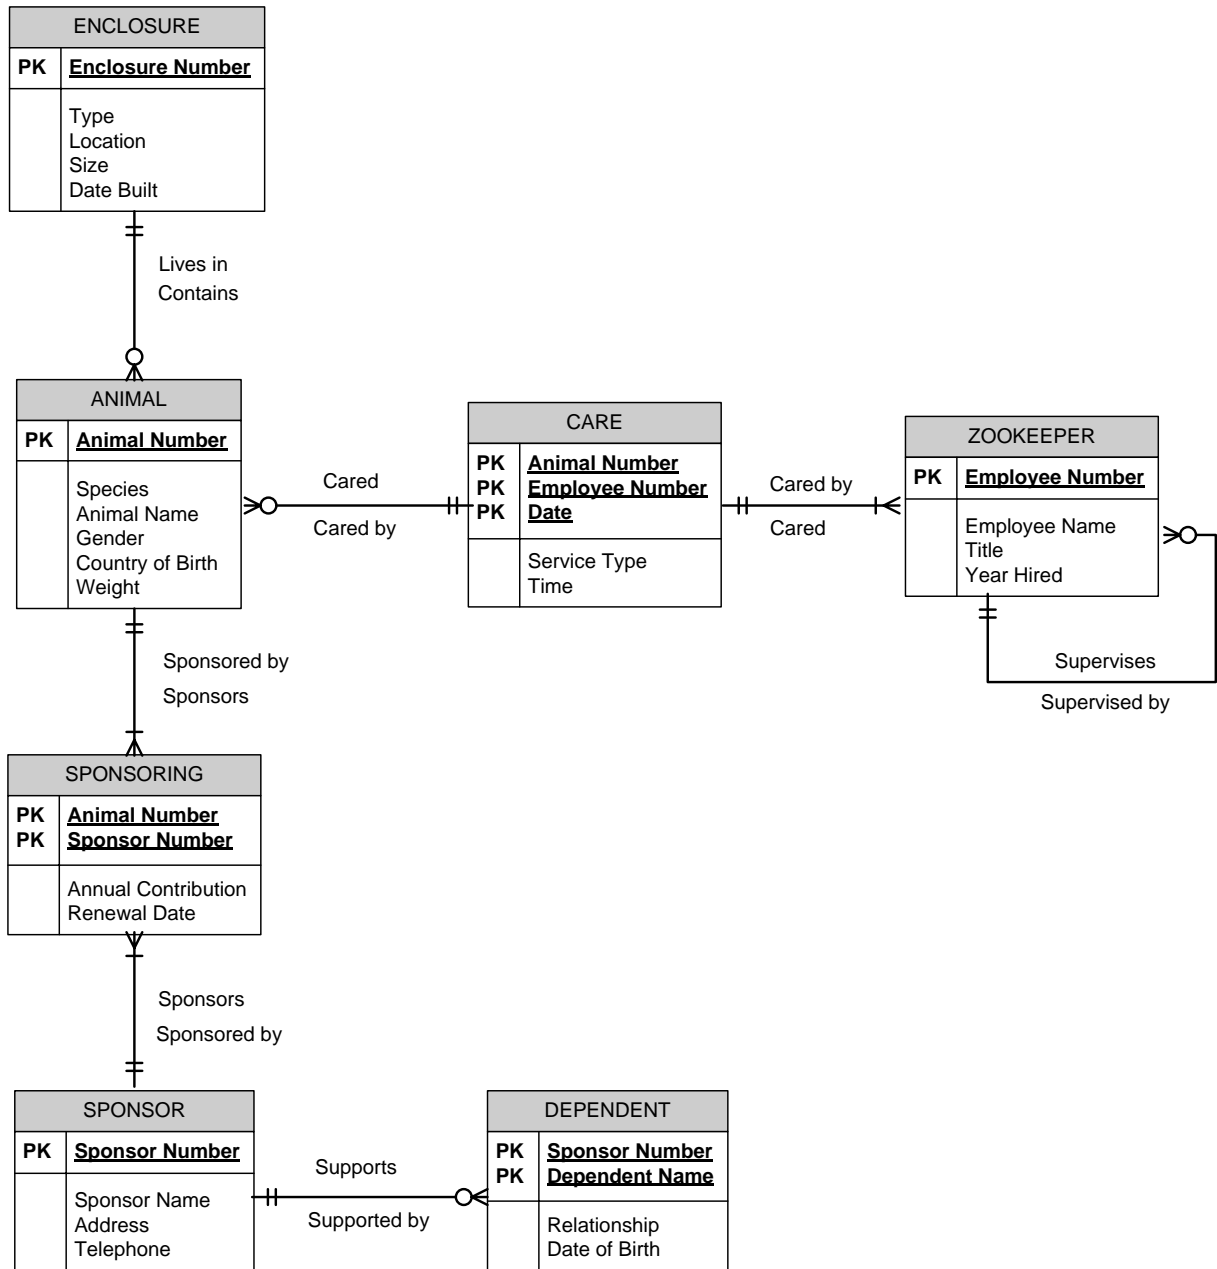 ENCLOSURE
PK Enclosure Number
Type
Location
Size
Date Built
Lives in
Contains
ANIMAL
PK Animal Number
Species
Animal Name
Gender
Country of Birth
Weight
Cared
Cared by
CARE
PK Animal Number
PK Employee Number
PK Date
Service Type
Time
Cared by
Cared
ZOOKEEPER
PK Employee Number
Employee Name
Title
Year Hired
Supervises
Supervised by
Sponsored by
Sponsors
SPONSORING
PK Animal Number
PK Sponsor Number
Annual Contribution
Renewal Date
Sponsors
Sponsored by
SPONSOR
PK Sponsor Number
Sponsor Name
Address
Telephone
Supports
Supported by
DEPENDENT
PK Sponsor Number
PK Dependent Name
Relationship
Date of Birth